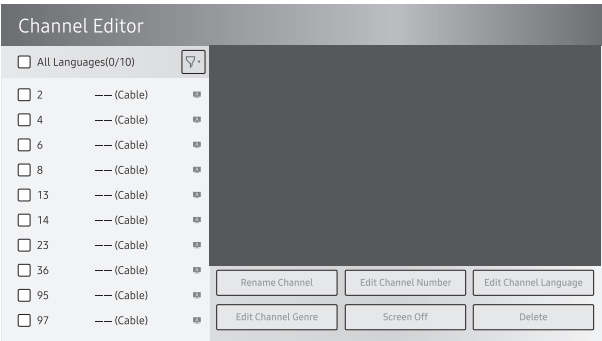 Channel Editor
All Languages(0/10)
2 –– (Cable)
4 –– (Cable)
6 –– (Cable)
8 –– (Cable)
13 –– (Cable)
14 –– (Cable)
23 –– (Cable)
36 –– (Cable)
95 –– (Cable)
97 –– (Cable)
Rename Channel Edit Channel Number Edit Channel Language
Edit Channel Genre Screen Off Delete